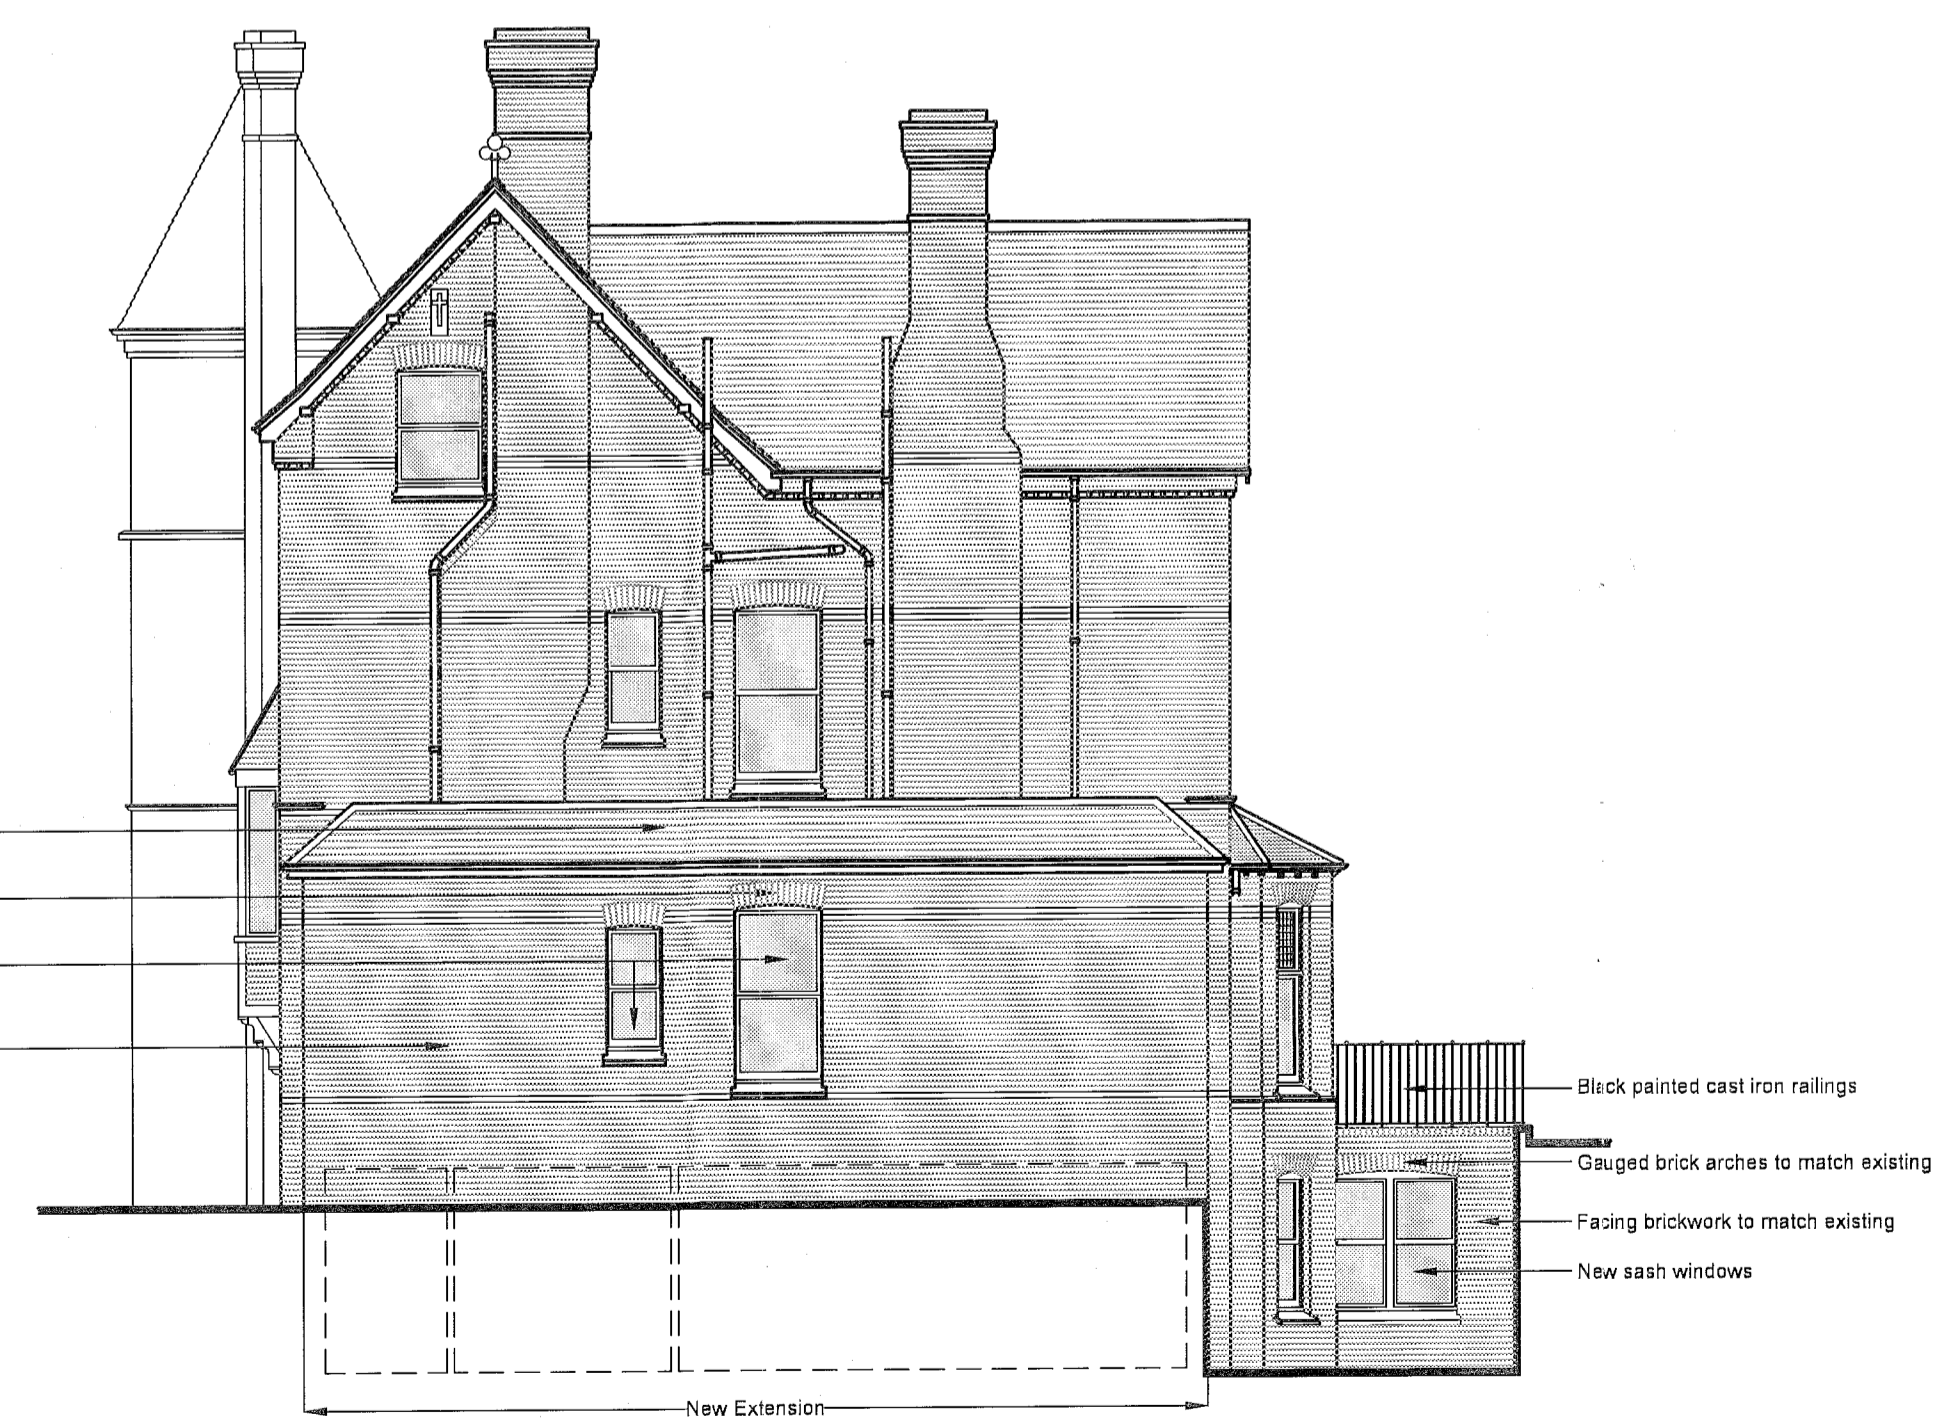 Black painted cast iron railings
Gauged brick arches to match existing
Facing brickwork to match existing
New sash windows
New Extension